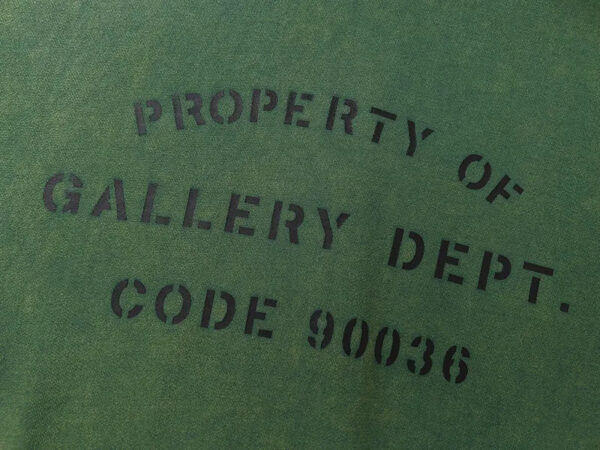 PROPERTY OF
GALLERY DEPT.
CODE 90036